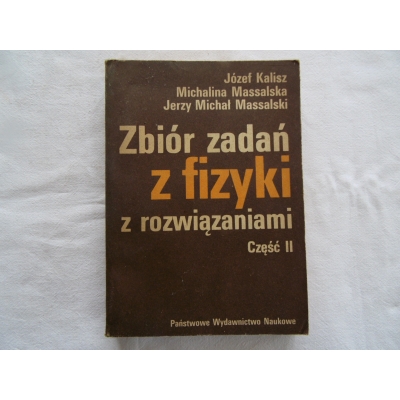 Józef Kalisz
Michalina Massalska
Jerzy Michał Massalski
Zbiór zadań
z fizyki
z rozwiązaniami
Część II
Państwowe Wydawnictwo Naukowe